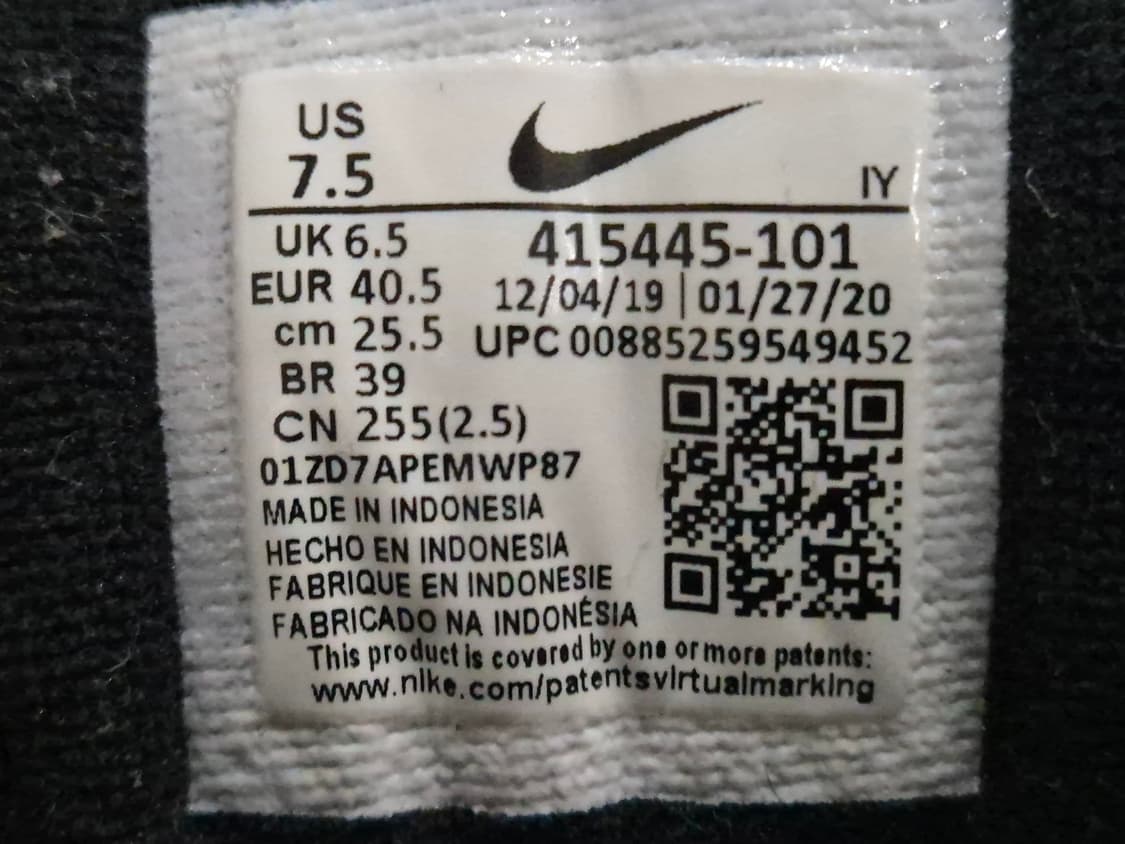 US
7.5
IY
UK 6.5
415445-101
EUR 40.5
12/04/19 | 01/27/20
cm 25.5
UPC 00885259549452
BR 39
CN 255(2.5)
01ZD7APEMWP87
MADE IN INDONESIA
HECHO EN INDONESIA
FABRIQUE EN INDONESIE
FABRICADO NA INDONÉSIA
This product is covered by one or more patents:
www.nike.com/patentsvirtualmarking